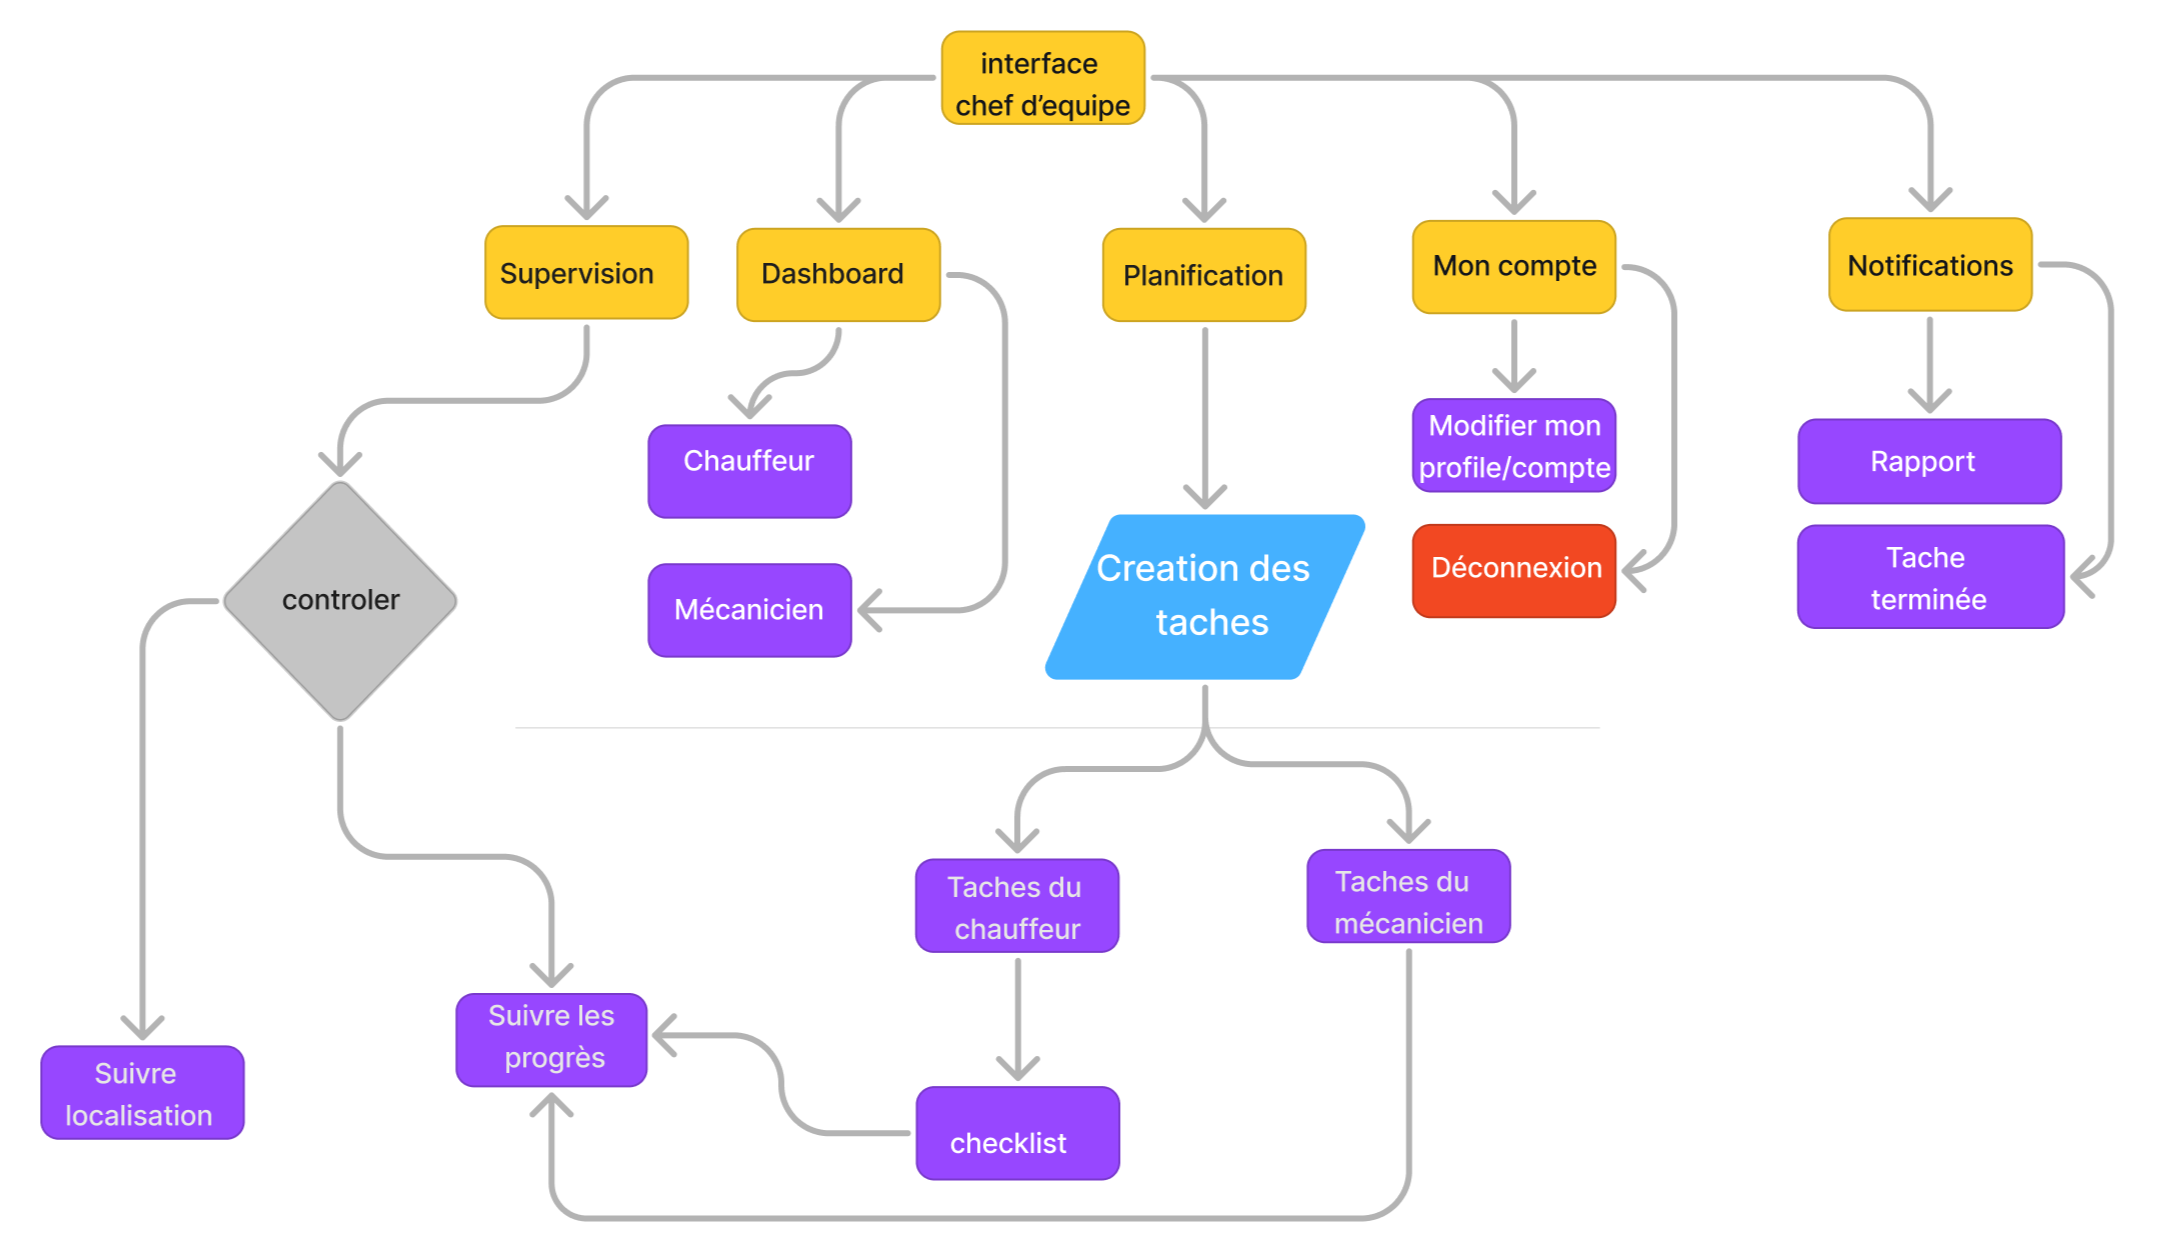 interface
chef d’equipe
Supervision
Dashboard
Planification
Mon compte
Notifications
Chauffeur
Modifier mon
profile/compte
Rapport
controler
Mécanicien
Creation des
taches
Déconnexion
Tache
terminée
Taches du
chauffeur
Taches du
mécanicien
Suivre les
progrès
Suivre
localisation
checklist